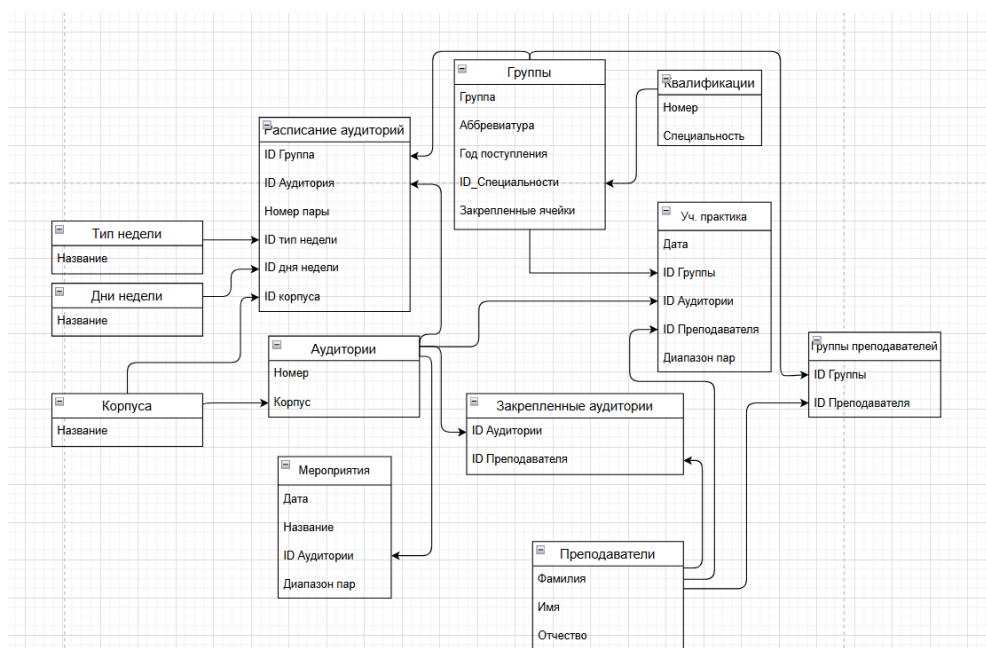 Группы
Группа
Аббревиатура
Год поступления
ID_Специальности
Закрепленные ячейки
Квалификации
Номер
Специальность
Расписание аудиторий
ID Группа
ID Аудитория
Номер пары
ID тип недели
ID дня недели
ID корпуса
Тип недели
Название
Дни недели
Название
Уч. практика
Дата
ID Группы
ID Аудитории
ID Преподавателя
Диапазон пар
Группы преподавателей
ID Группы
ID Преподавателя
Аудитории
Номер
Корпус
Корпуса
Название
Закрепленные аудитории
ID Аудитории
ID Преподавателя
Мероприятия
Дата
Название
ID Аудитории
Диапазон пар
Преподаватели
Фамилия
Имя
Отчество